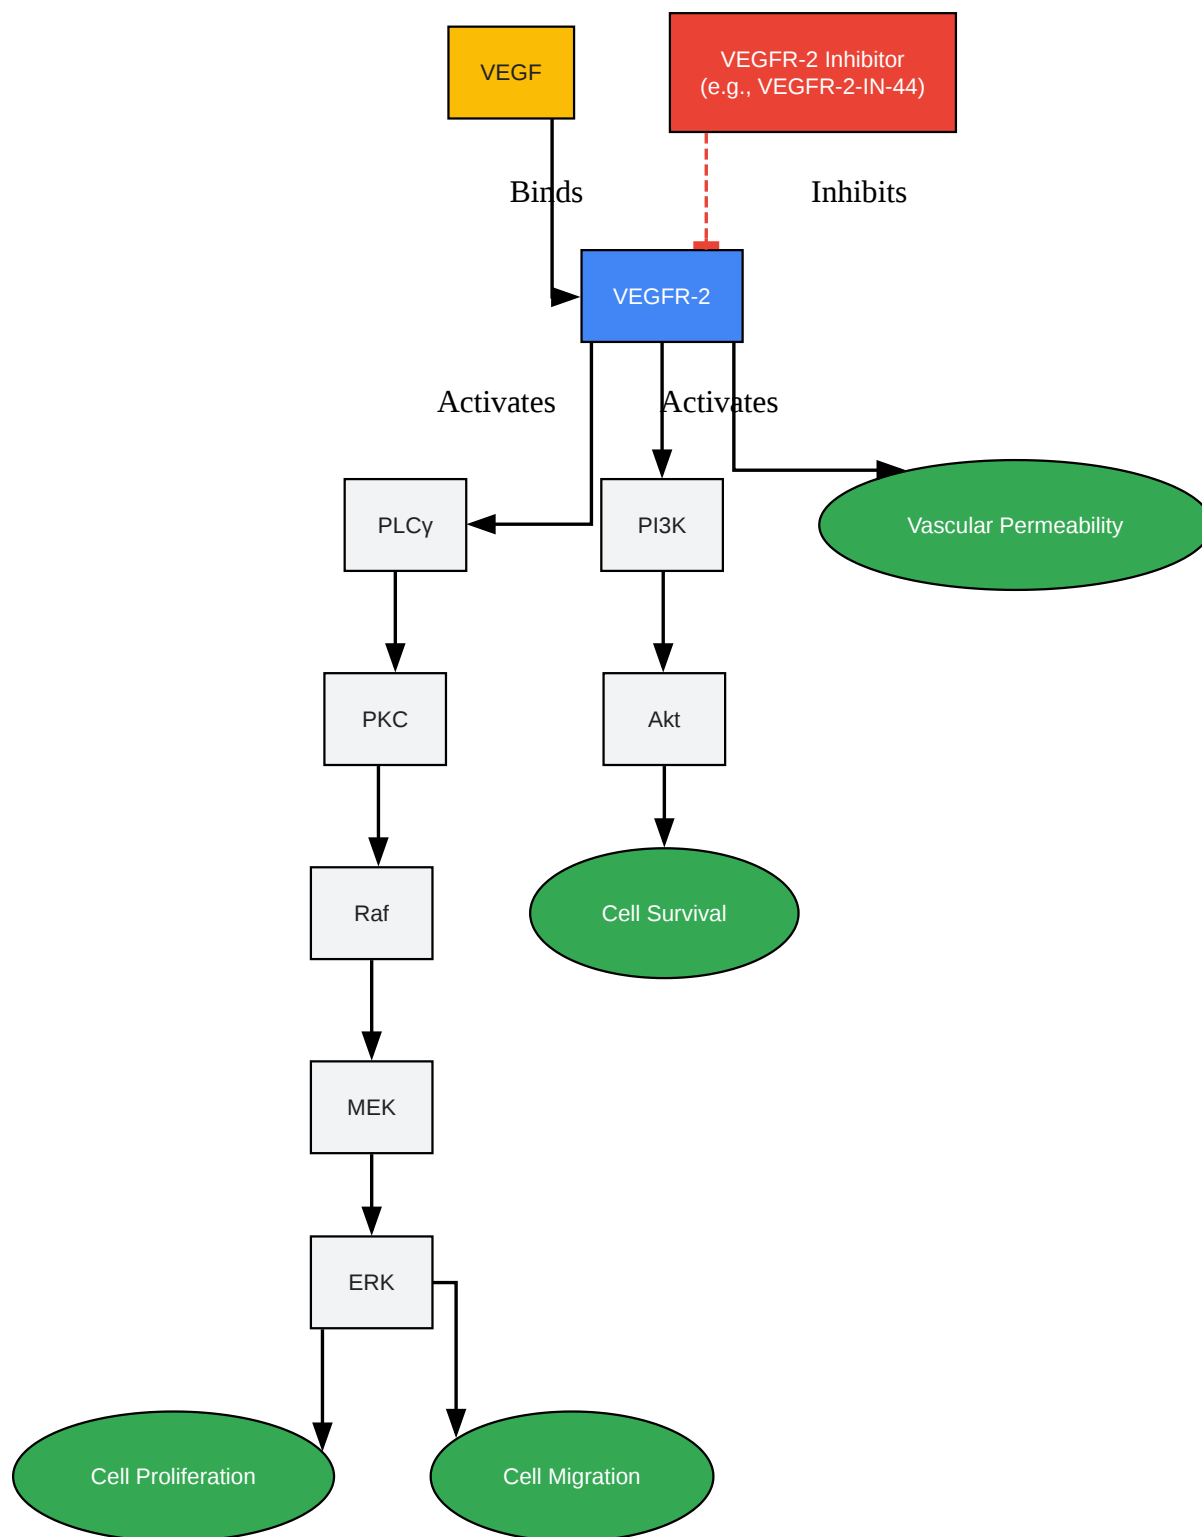 VEGF
VEGFR-2 Inhibitor
(e.g., VEGFR-2-IN-44)
Binds
Inhibits
VEGFR-2
Activates
Activates
PLCγ
PI3K
Vascular Permeability
PKC
Akt
Raf
Cell Survival
MEK
ERK
Cell Proliferation
Cell Migration